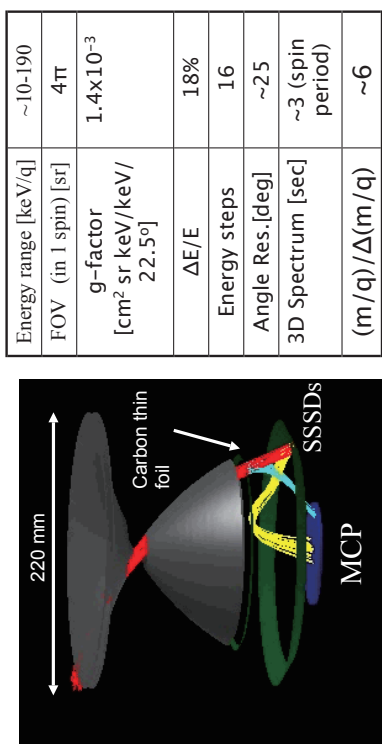 220 mm
Carbon thin
foil
SSSDs
MCP
Energy range [keV/q] ~10-190
FOV (in 1 spin) [sr] 4π
g-factor
[cm² sr keV/keV/
22.5º] 1.4x10⁻³
ΔE/E 18%
Energy steps 16
Angle Res.[deg] ~25
3D Spectrum [sec] ~3 (spin
period)
(m/q)/Δ(m/q) ~6